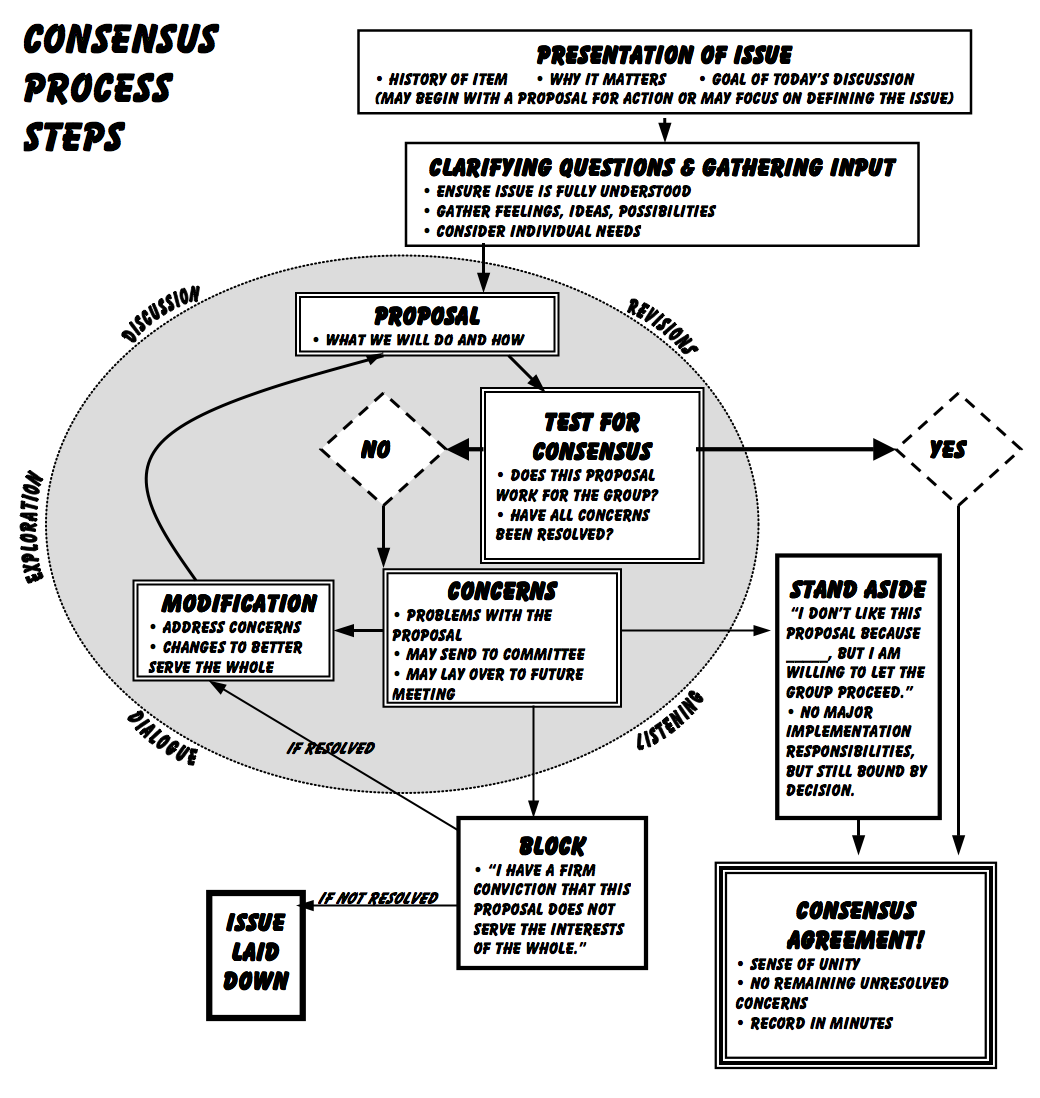 CONSENSUS
PROCESS
STEPS
PRESENTATION OF ISSUE
• HISTORY OF ITEM • WHY IT MATTERS • GOAL OF TODAY'S DISCUSSION
(MAY BEGIN WITH A PROPOSAL FOR ACTION OR MAY FOCUS ON DEFINING THE ISSUE)
CLARIFYING QUESTIONS & GATHERING INPUT
• ENSURE ISSUE IS FULLY UNDERSTOOD
• GATHER FEELINGS, IDEAS, POSSIBILITIES
• CONSIDER INDIVIDUAL NEEDS
DISCUSSION
REVISIONS
PROPOSAL
• WHAT WE WILL DO AND HOW
TEST FOR
CONSENSUS
• DOES THIS PROPOSAL
WORK FOR THE GROUP?
• HAVE ALL CONCERNS
BEEN RESOLVED?
NO
YES
EXPLORATION
MODIFICATION
• ADDRESS CONCERNS
• CHANGES TO BETTER
SERVE THE WHOLE
CONCERNS
• PROBLEMS WITH THE
PROPOSAL
• MAY SEND TO COMMITTEE
• MAY LAY OVER TO FUTURE
MEETING
STAND ASIDE
"I DON'T LIKE THIS
PROPOSAL BECAUSE
_____, BUT I AM
WILLING TO LET THE
GROUP PROCEED."
• NO MAJOR
IMPLEMENTATION
RESPONSIBILITIES,
BUT STILL BOUND BY
DECISION.
DIALOGUE
LISTENING
IF RESOLVED
BLOCK
• "I HAVE A FIRM
CONVICTION THAT THIS
PROPOSAL DOES NOT
SERVE THE INTERESTS
OF THE WHOLE."
IF NOT RESOLVED
ISSUE
LAID
DOWN
CONSENSUS
AGREEMENT!
• SENSE OF UNITY
• NO REMAINING UNRESOLVED
CONCERNS
• RECORD IN MINUTES